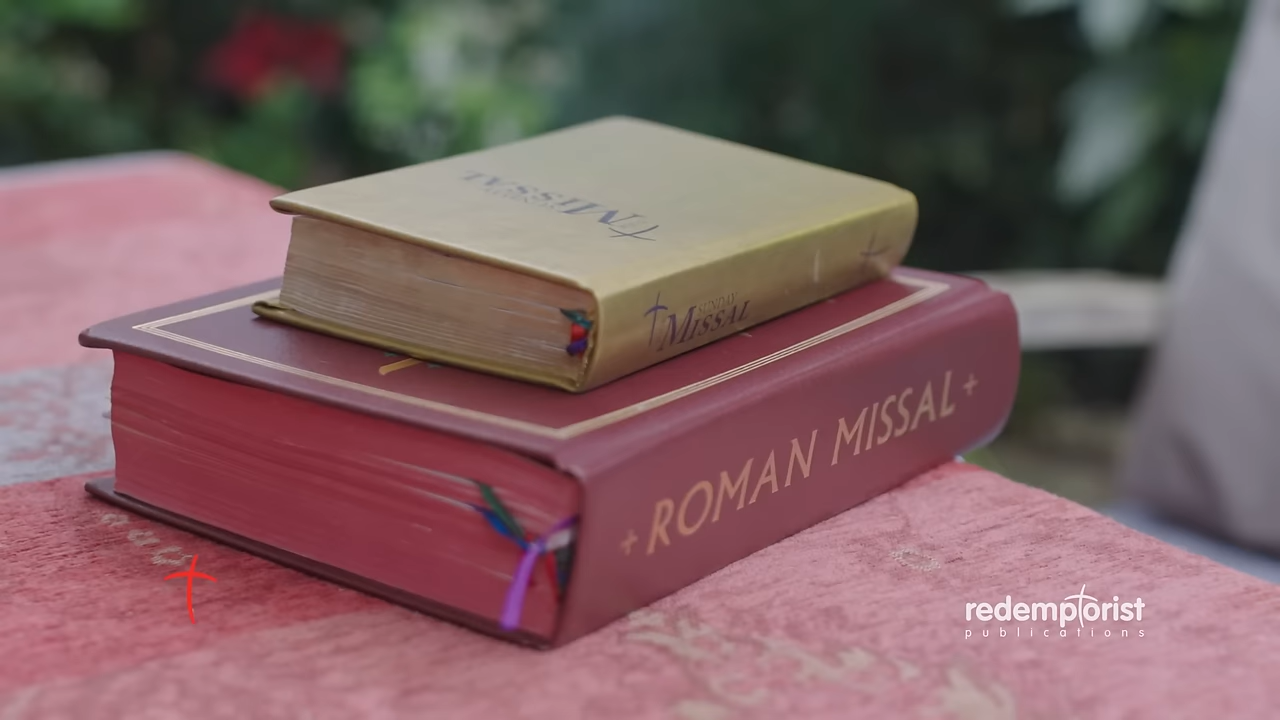 MISSAL
SUNDAY
MISSAL
ROMAN MISSAL
redemptorist
publications